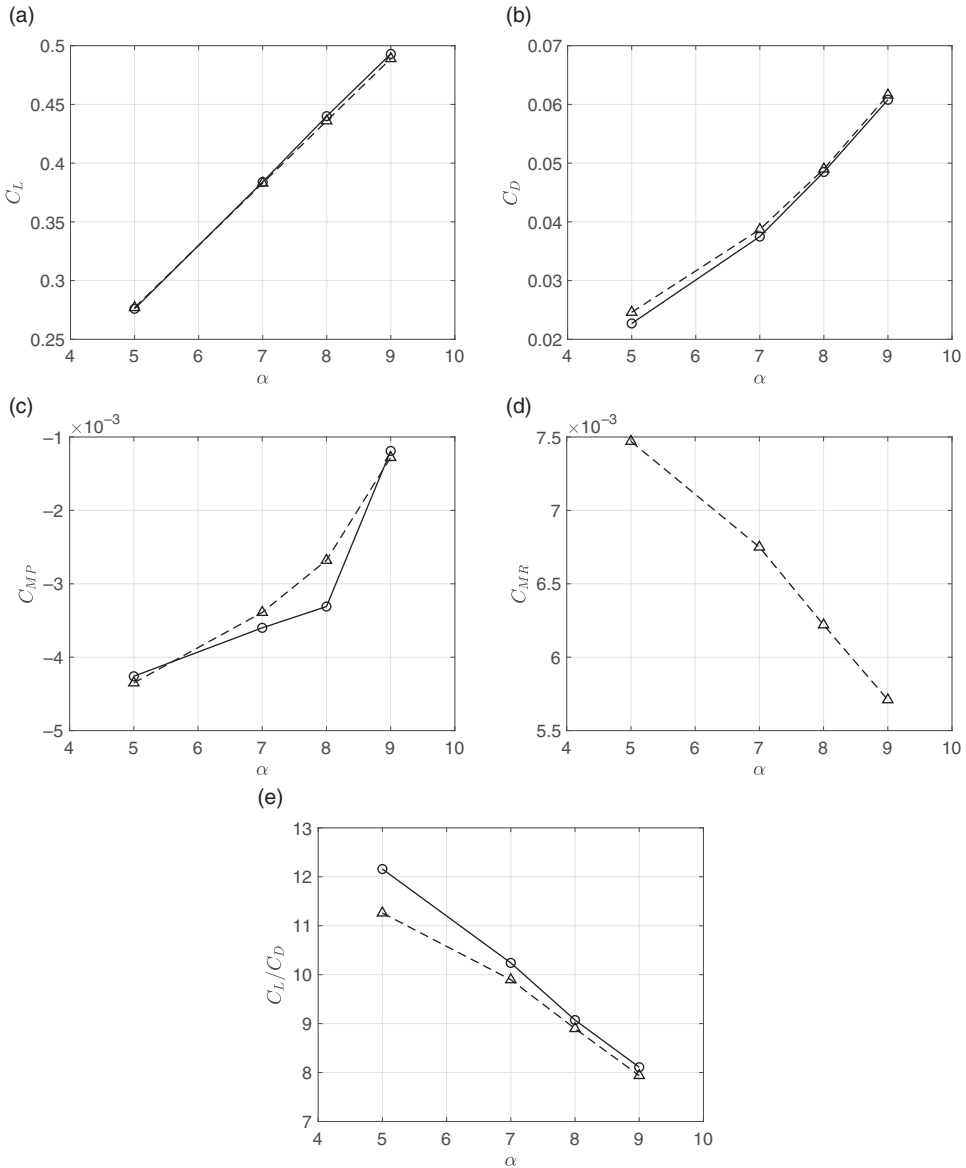 (a)
0.5
0.45
0.4
0.35
0.3
0.25
C_L
4 5 6 7 8 9 10
α
(b)
0.07
0.06
0.05
0.04
0.03
0.02
C_D
4 5 6 7 8 9 10
α
(c)
×10⁻³
−1
−2
−3
−4
−5
C_{MP}
4 5 6 7 8 9 10
α
(d)
×10⁻³
7.5
7
6.5
6
5.5
C_{MR}
4 5 6 7 8 9 10
α
(e)
13
12
11
10
9
8
7
C_L/C_D
4 5 6 7 8 9 10
α